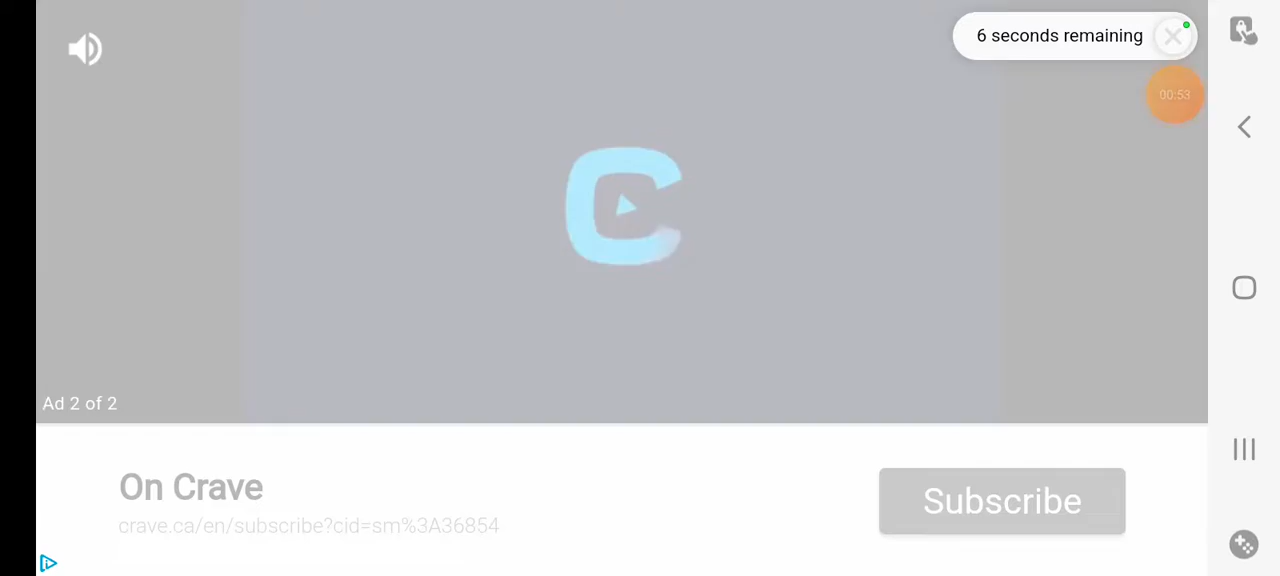 6 seconds remaining
00:53
Ad 2 of 2
On Crave
Subscribe
crave.ca/en/subscribe?cid=sm%3A36854